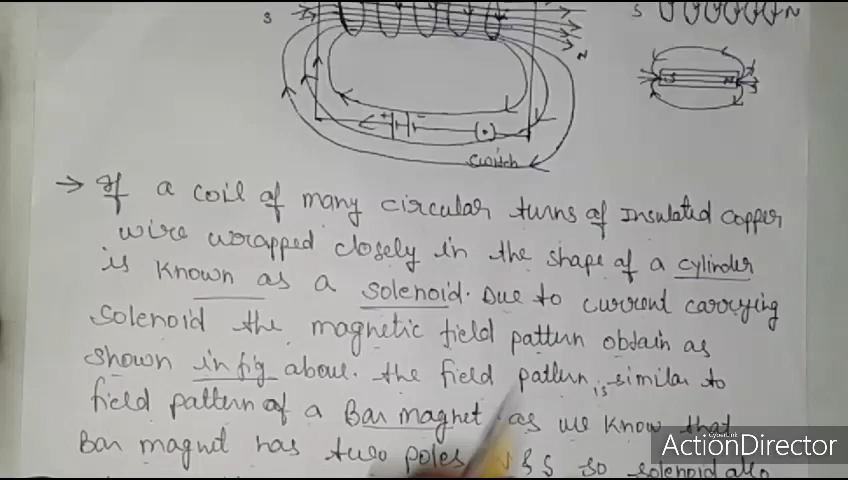 S
N
S
N
S
N
+
-
(•)
switch
→ If a coil of many circular turns of Insulated copper
wire wrapped closely in the shape of a cylinder
is known as a solenoid. Due to current carrying
solenoid the magnetic field pattern obtain as
shown in fig above. the field pattern is similar to
field pattern of a Bar magnet. as we know that
Bar magnet has two poles N & S so solenoid also
CyberLink
ActionDirector